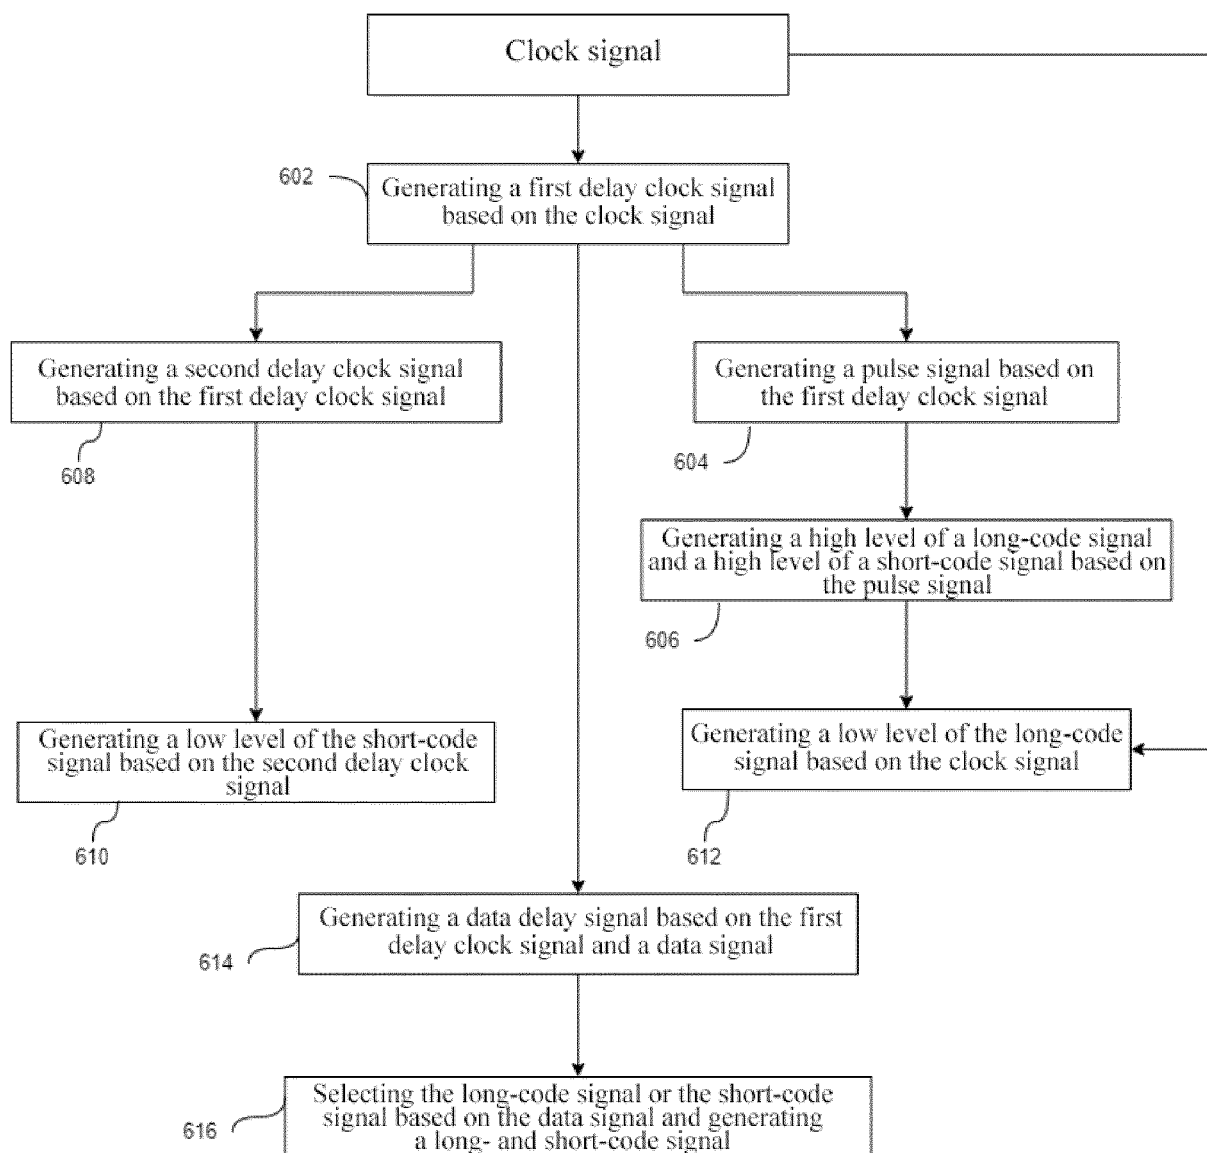 Clock signal
602
Generating a first delay clock signal
based on the clock signal
Generating a second delay clock signal
based on the first delay clock signal
608
Generating a pulse signal based on
the first delay clock signal
604
Generating a high level of a long-code signal
and a high level of a short-code signal based on
the pulse signal
606
Generating a low level of the short-code
signal based on the second delay clock
signal
610
Generating a low level of the long-code
signal based on the clock signal
612
Generating a data delay signal based on the first
delay clock signal and a data signal
614
Selecting the long-code signal or the short-code
signal based on the data signal and generating
a long- and short-code signal
616